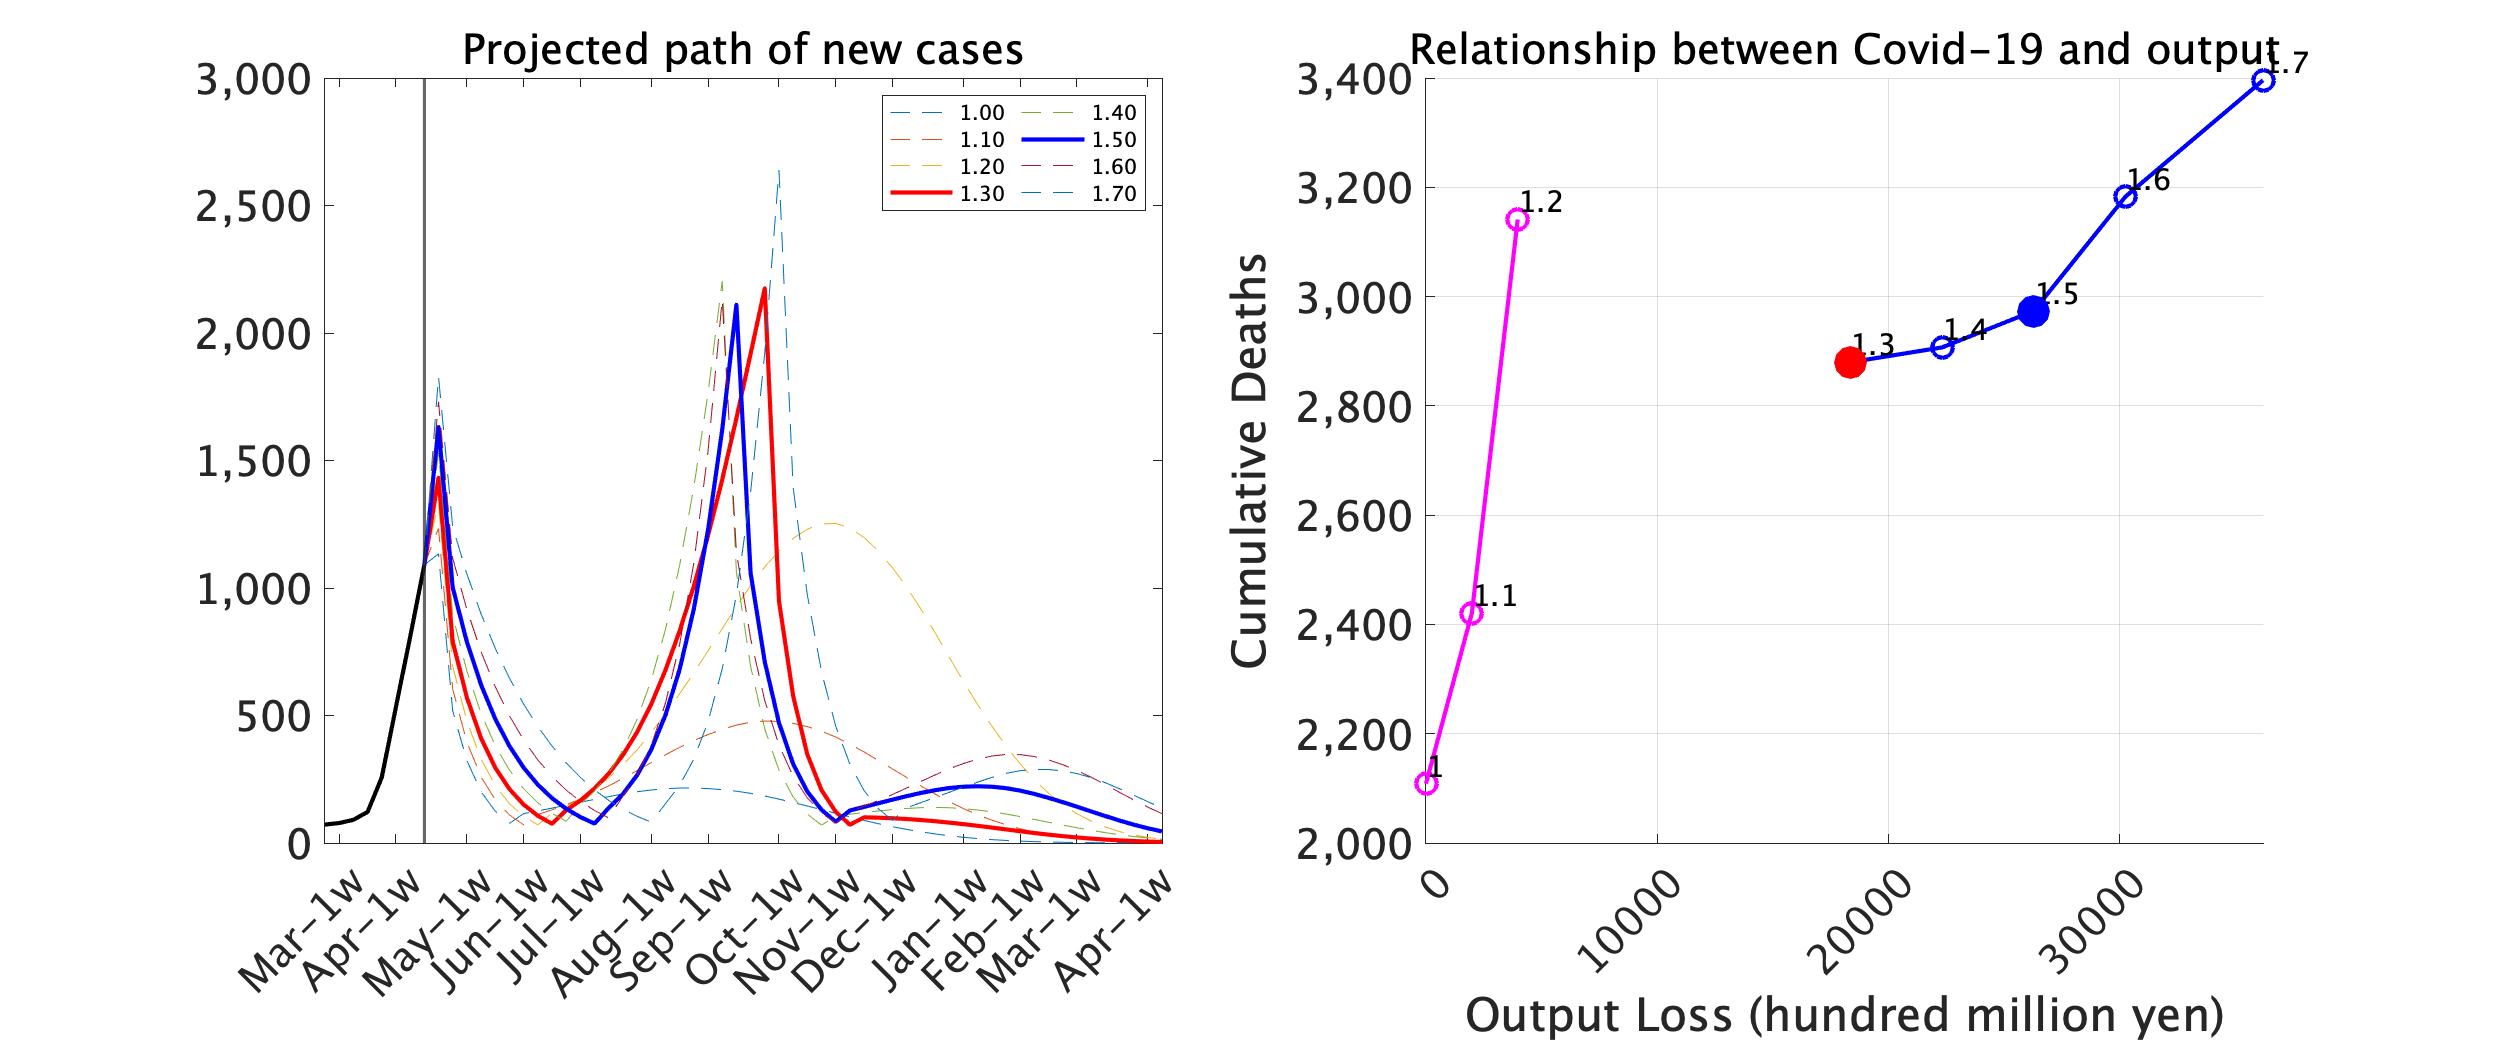 Projected path of new cases
3,000
2,500
2,000
1,500
1,000
500
0
1.00
1.10
1.20
1.30
1.40
1.50
1.60
1.70
Mar-1w
Apr-1w
May-1w
Jun-1w
Jul-1w
Aug-1w
Sep-1w
Oct-1w
Nov-1w
Dec-1w
Jan-1w
Feb-1w
Mar-1w
Apr-1w
Relationship between Covid-19 and output
Cumulative Deaths
3,400
3,200
3,000
2,800
2,600
2,400
2,200
2,000
1
1.1
1.2
1.3
1.4
1.5
1.6
1.7
0
10000
20000
30000
Output Loss (hundred million yen)